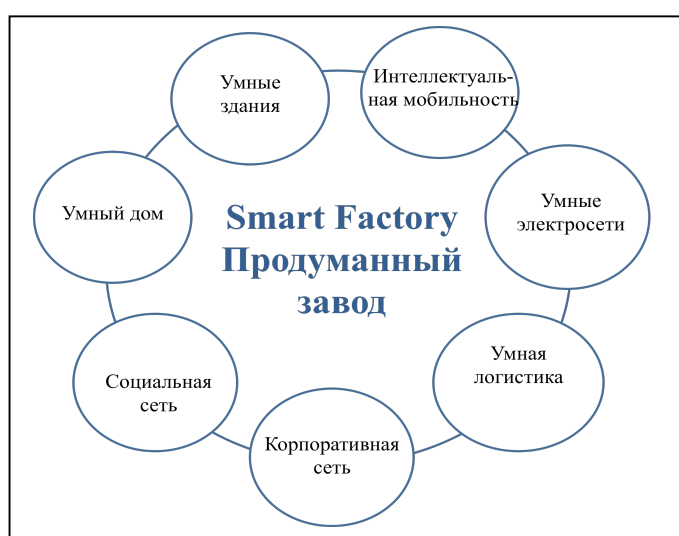 Умные
здания
Интеллектуаль-
ная мобильность
Умный дом
Smart Factory
Продуманный
завод
Умные
электросети
Социальная
сеть
Умная
логистика
Корпоративная
сеть